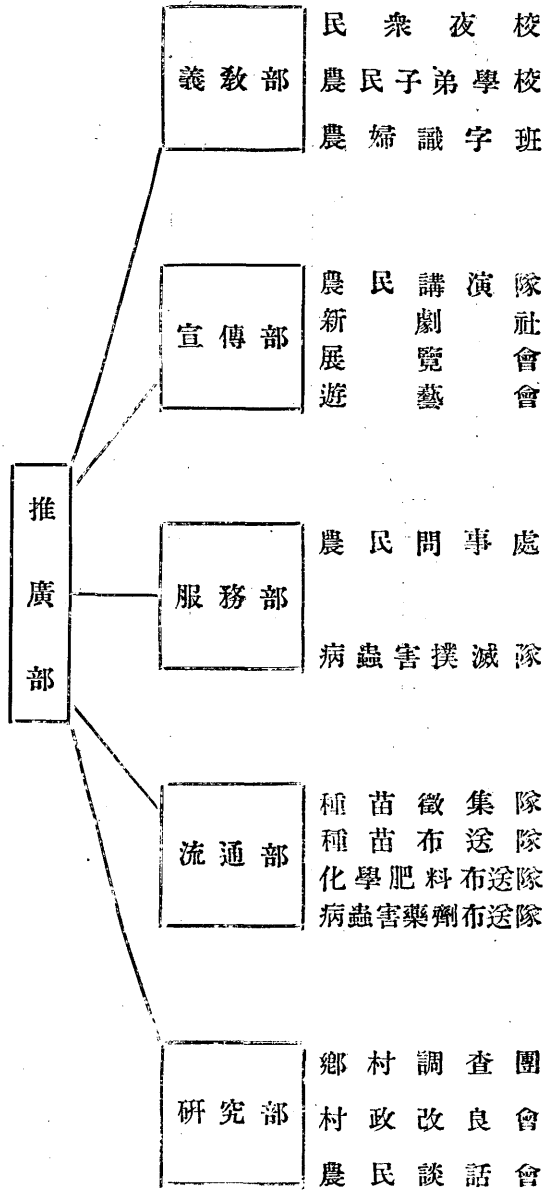 推廣部
義教部
民衆夜校
農民子弟學校
農婦識字班
宣傳部
農民講演隊
新劇社
展覽會
遊藝會
服務部
農民問事處
病蟲害撲滅隊
流通部
種苗徵集隊
種苗布送隊
化學肥料布送隊
病蟲害藥劑布送隊
研究部
鄉村調查團
村政改良會
農民談話會